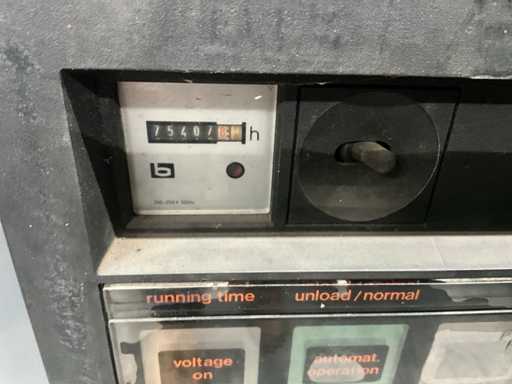 75407 h
b
running time unload/normal
voltage automat.
on operation